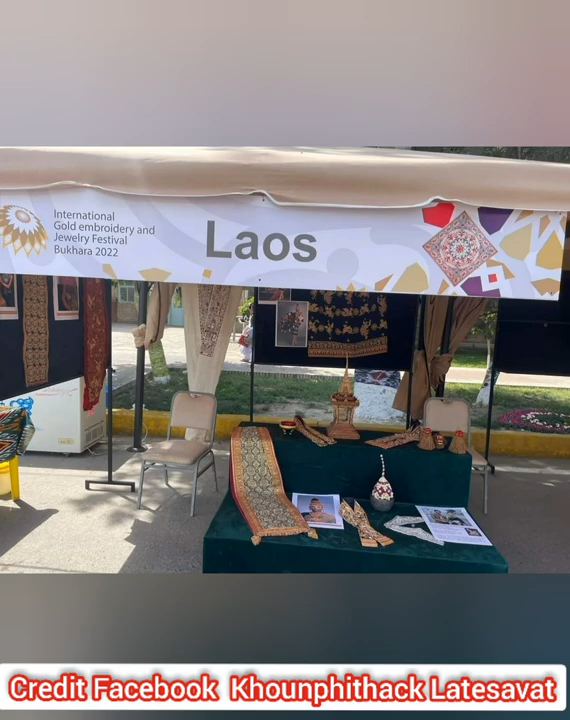 International
Gold embroidery and
Jewelry Festival
Bukhara 2022
Laos
Credit Facebook Khounphithack Latesavat